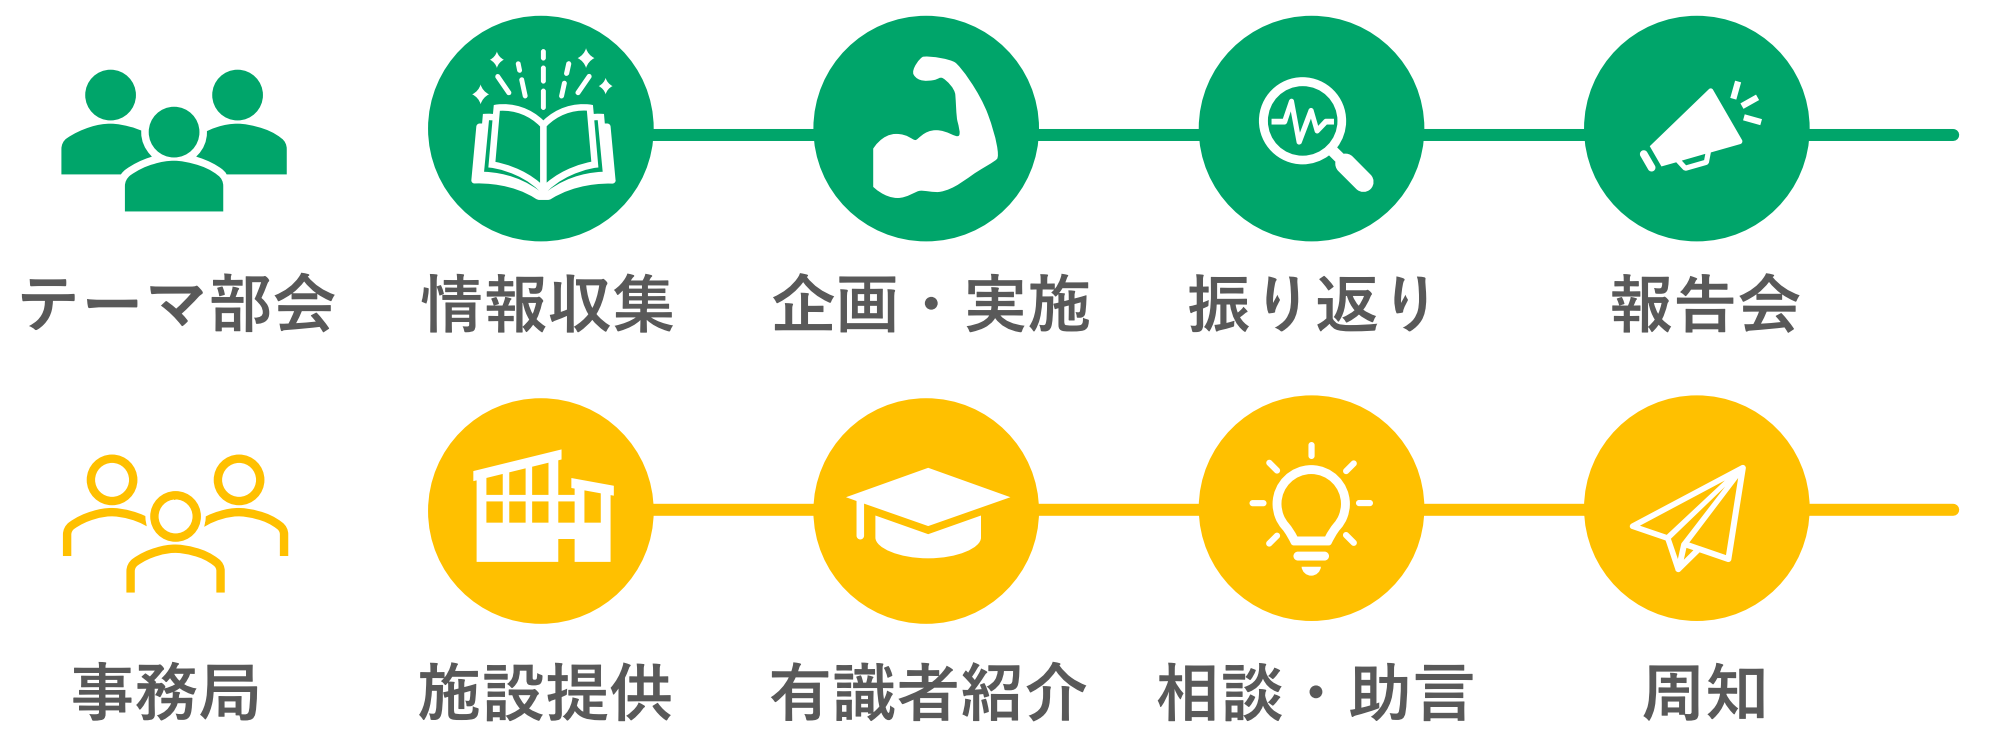 テーマ部会 情報収集 企画・実施 振り返り 報告会
事務局 施設提供 有識者紹介 相談・助言 周知